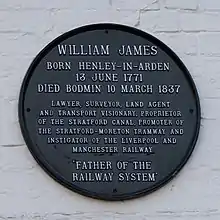 WILLIAM JAMES
BORN HENLEY-IN-ARDEN
13 JUNE 1771
DIED BODMIN 10 MARCH 1837
LAWYER, SURVEYOR, LAND AGENT
AND TRANSPORT VISIONARY, PROPRIETOR
OF THE STRATFORD CANAL, PROMOTER OF
THE STRATFORD-MORETON TRAMWAY AND
INSTIGATOR OF THE LIVERPOOL AND
MANCHESTER RAILWAY
'FATHER OF THE
RAILWAY SYSTEM'